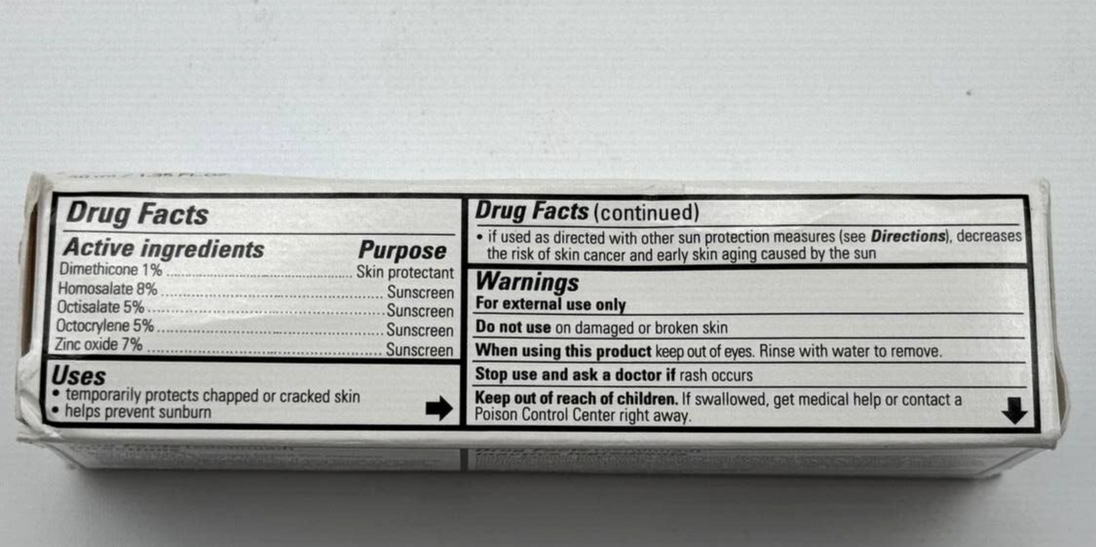 Drug Facts
Active ingredients Purpose
Dimethicone 1% ........ Skin protectant
Homosalate 8% ........ Sunscreen
Octisalate 5% ........ Sunscreen
Octocrylene 5% ........ Sunscreen
Zinc oxide 7% ........ Sunscreen
Uses
• temporarily protects chapped or cracked skin
• helps prevent sunburn
Drug Facts (continued)
• if used as directed with other sun protection measures (see Directions), decreases
the risk of skin cancer and early skin aging caused by the sun
Warnings
For external use only
Do not use on damaged or broken skin
When using this product keep out of eyes. Rinse with water to remove.
Stop use and ask a doctor if rash occurs
Keep out of reach of children. If swallowed, get medical help or contact a
Poison Control Center right away.